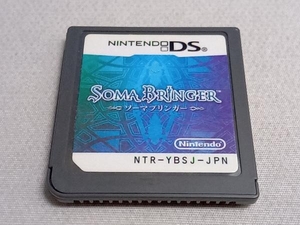 NINTENDO DS
SOMA BRINGER
ソーマブリンガー
Nintendo
NTR-YBSJ-JPN